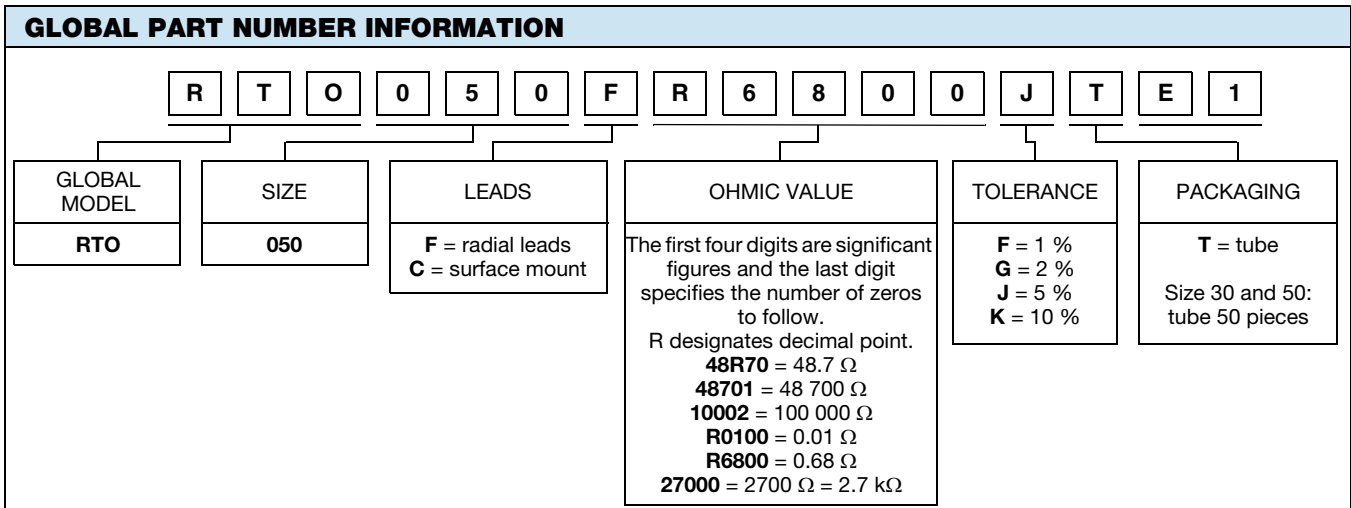 GLOBAL PART NUMBER INFORMATION
R T O 0 5 0 F R 6 8 0 0 J T E 1
GLOBAL
MODEL
RTO
SIZE
050
LEADS
F = radial leads
C = surface mount
OHMIC VALUE
The first four digits are significant
figures and the last digit
specifies the number of zeros
to follow.
R designates decimal point.
48R70 = 48.7 Ω
48701 = 48 700 Ω
10002 = 100 000 Ω
R0100 = 0.01 Ω
R6800 = 0.68 Ω
27000 = 2700 Ω = 2.7 kΩ
TOLERANCE
F = 1 %
G = 2 %
J = 5 %
K = 10 %
PACKAGING
T = tube
Size 30 and 50:
tube 50 pieces